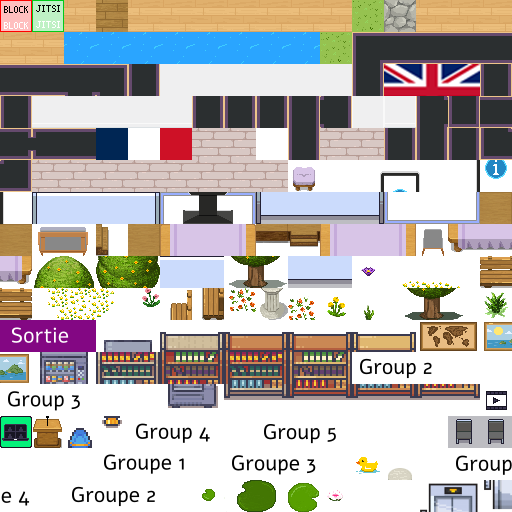 BLOCK JITSI
BLOCK JITSI
i
Sortie
Group 2
Group 3
Group 4 Group 5
Groupe 1 Groupe 3 Group
e 4 Groupe 2